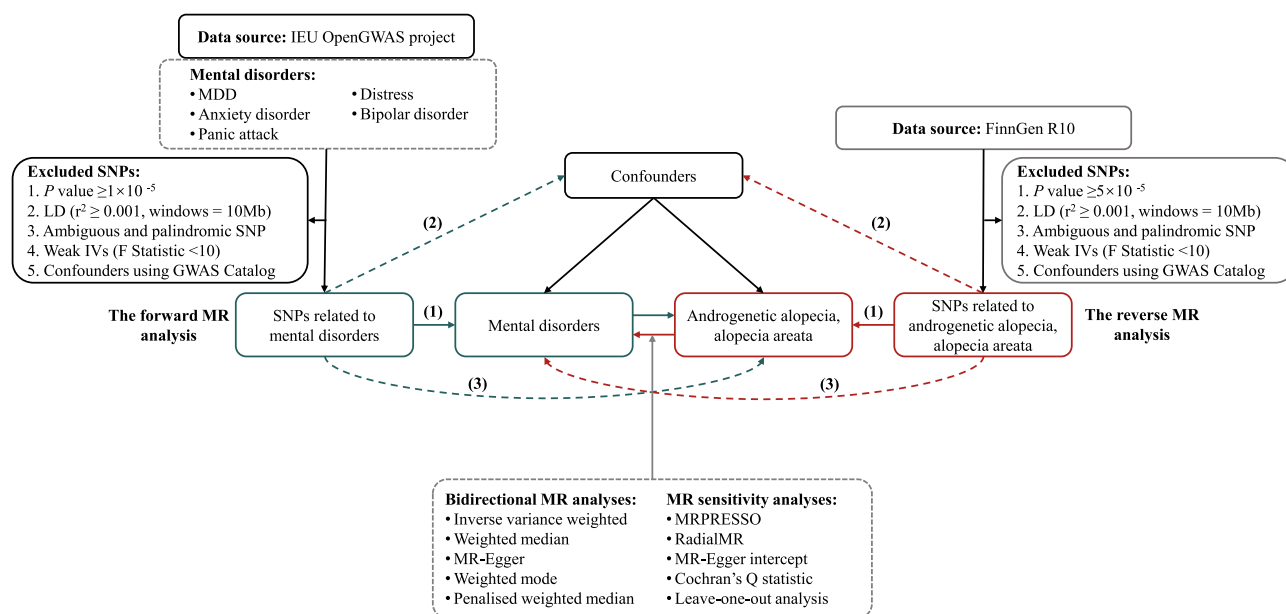 Data source: IEU OpenGWAS project
Mental disorders:
• MDD
• Anxiety disorder
• Panic attack
• Distress
• Bipolar disorder
Data source: FinnGen R10
Excluded SNPs:
1. P value ≥1×10 -5
2. LD (r² ≥ 0.001, windows = 10Mb)
3. Ambiguous and palindromic SNP
4. Weak IVs (F Statistic <10)
5. Confounders using GWAS Catalog
Confounders
Excluded SNPs:
1. P value ≥5×10 -5
2. LD (r² ≥ 0.001, windows = 10Mb)
3. Ambiguous and palindromic SNP
4. Weak IVs (F Statistic <10)
5. Confounders using GWAS Catalog
(2)
(2)
The forward MR
analysis
SNPs related to
mental disorders
(1)
Mental disorders
Androgenetic alopecia,
alopecia areata
(1)
SNPs related to
androgenetic alopecia,
alopecia areata
The reverse MR
analysis
(3)
(3)
Bidirectional MR analyses:
• Inverse variance weighted
• Weighted median
• MR-Egger
• Weighted mode
• Penalised weighted median
MR sensitivity analyses:
• MRPRESSO
• RadialMR
• MR-Egger intercept
• Cochran's Q statistic
• Leave-one-out analysis